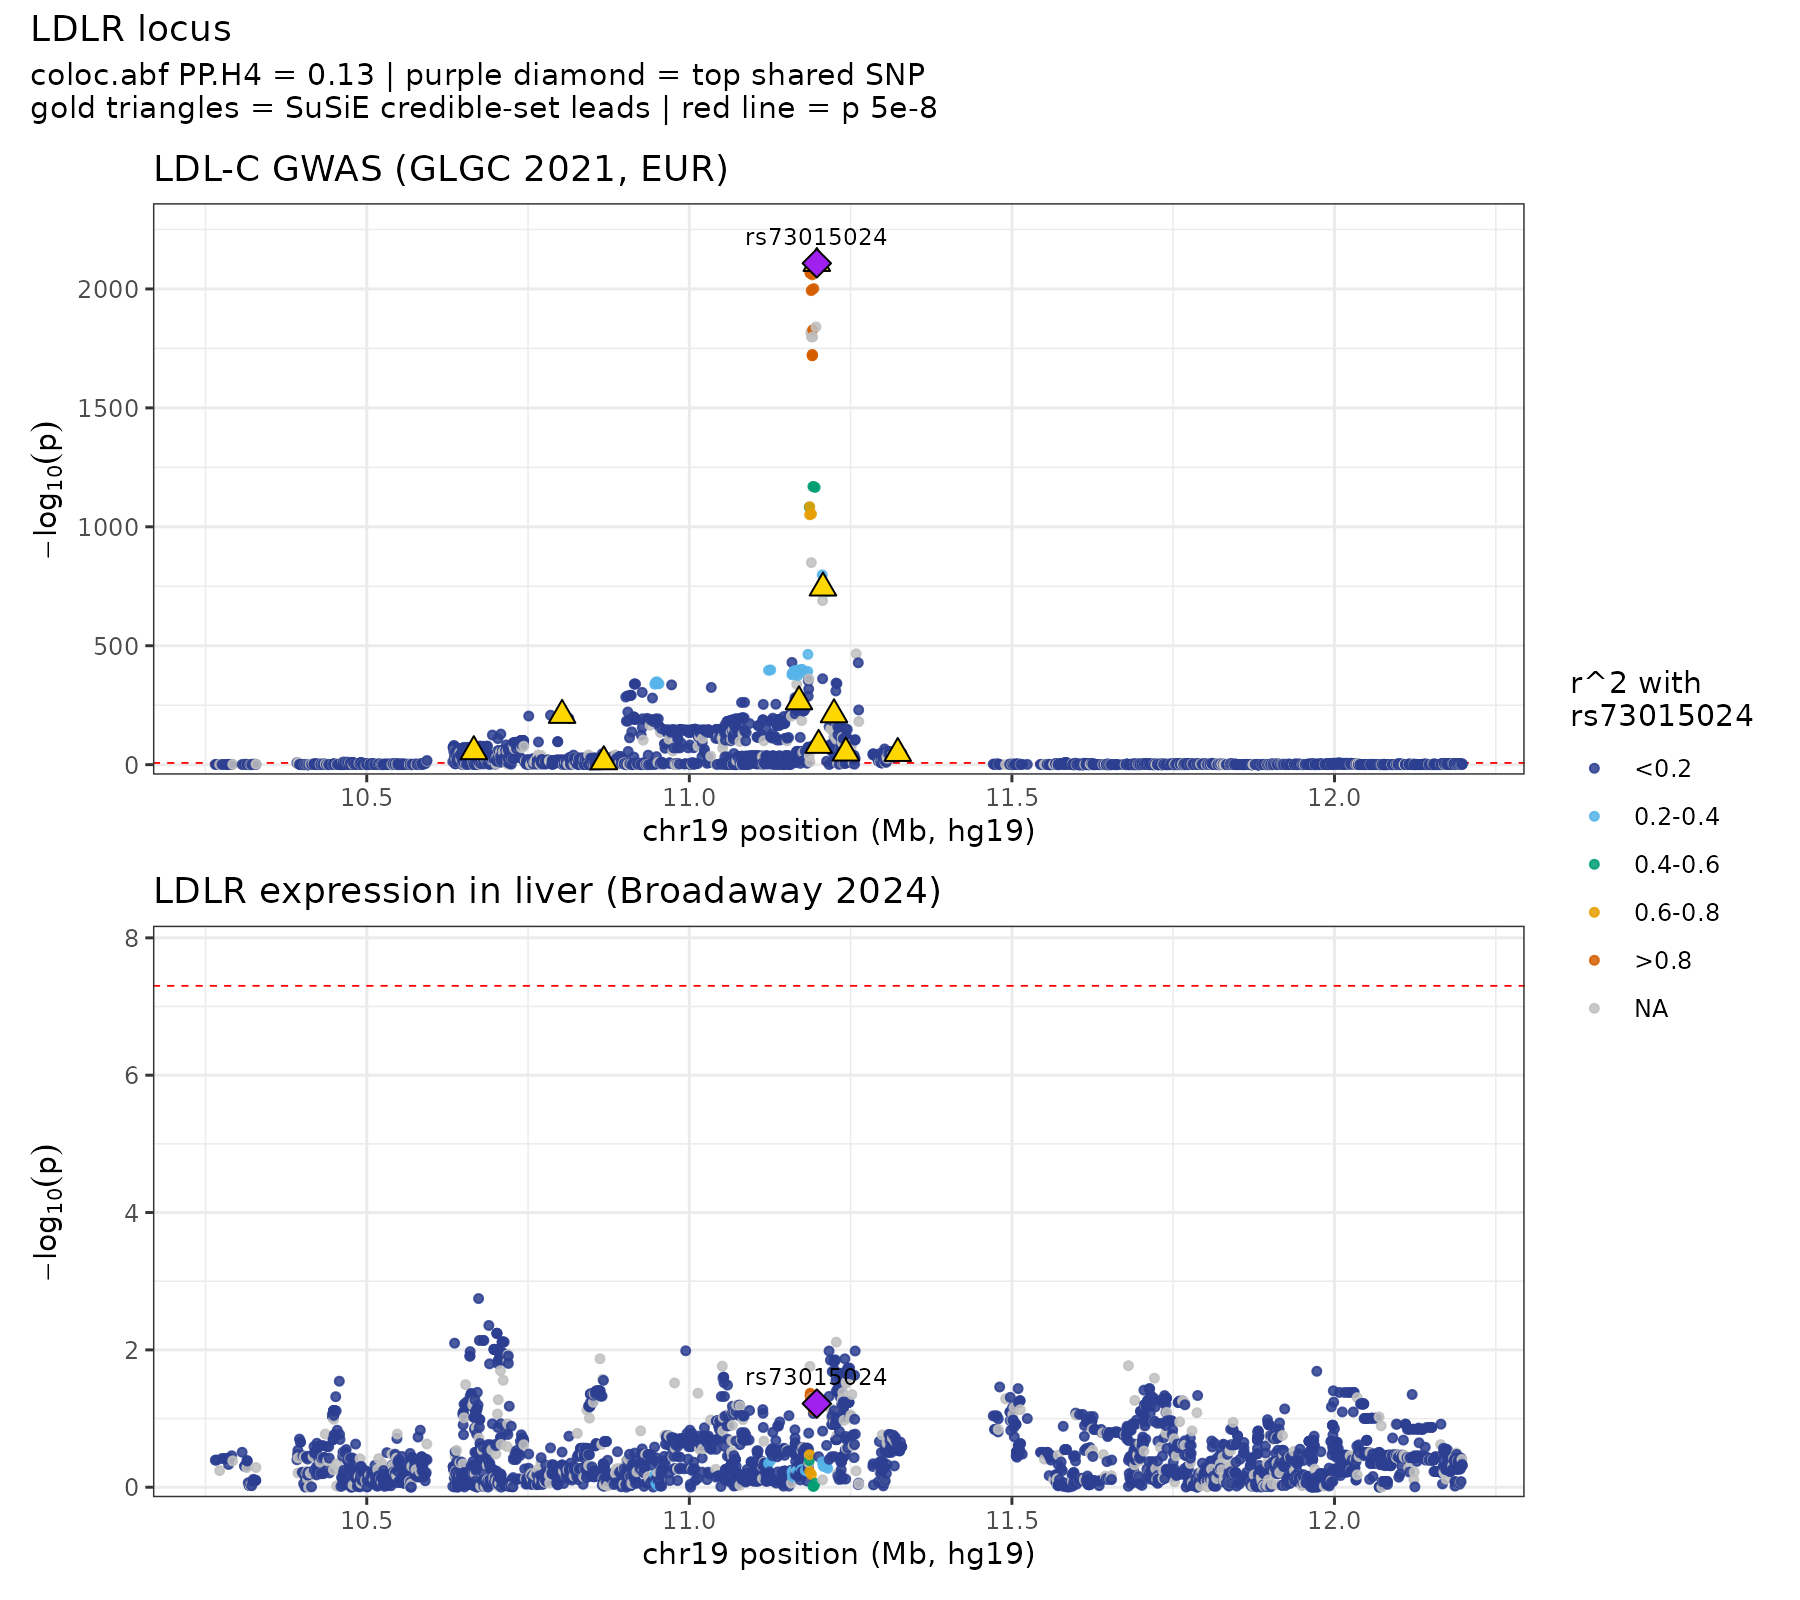 LDLR locus
coloc.abf PP.H4 = 0.13 | purple diamond = top shared SNP
gold triangles = SuSiE credible-set leads | red line = p 5e-8
LDL-C GWAS (GLGC 2021, EUR)
rs73015024
2000
1500
1000
500
0
−log10(p)
10.5 11.0 11.5 12.0
chr19 position (Mb, hg19)
LDLR expression in liver (Broadaway 2024)
8
6
4
2
0
−log10(p)
rs73015024
10.5 11.0 11.5 12.0
chr19 position (Mb, hg19)
r^2 with
rs73015024
<0.2
0.2-0.4
0.4-0.6
0.6-0.8
>0.8
NA